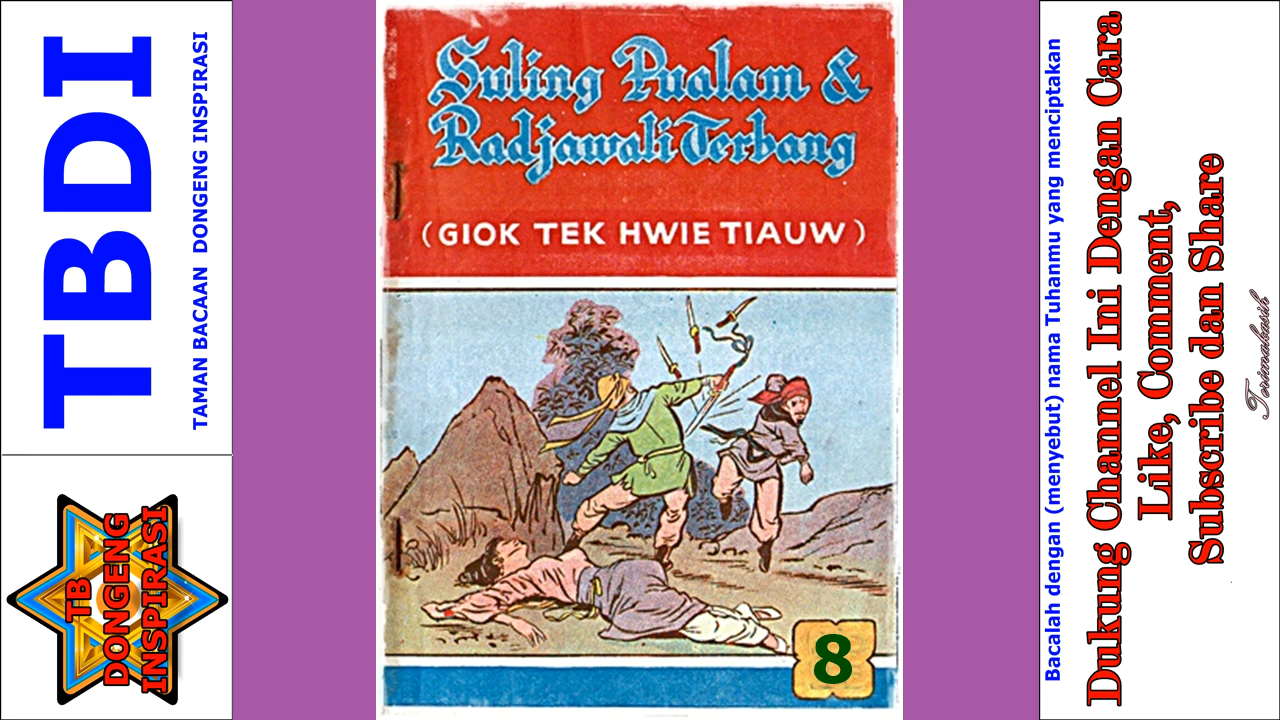 TBDI
TAMAN BACAAN DONGENG INSPIRASI
TB
DONGENG
INSPIRASI
Suling Pualam &
Radjawali Terbang
(GIOK TEK HWIE TIAUW)
8
Bacalah dengan (menyebut) nama Tuhanmu yang menciptakan
Dukung Channel Ini Dengan Cara
Like, Comment,
Subscribe dan Share
Terimakasih